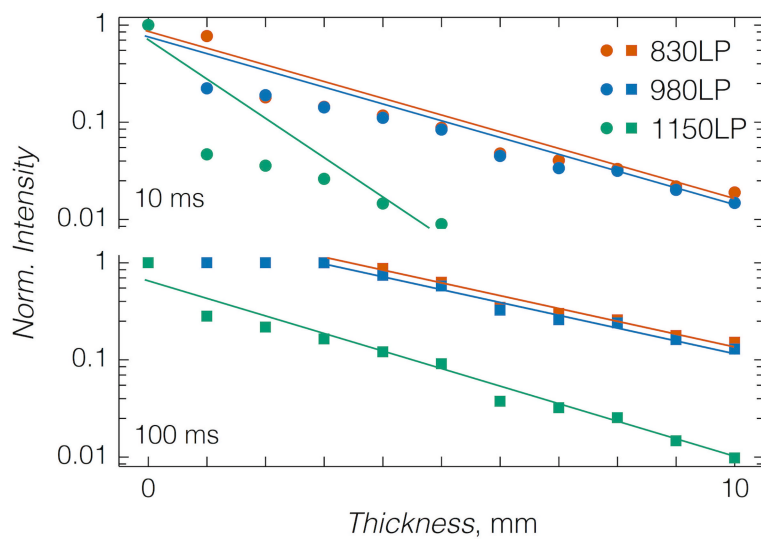 1
0.1
0.01
10 ms
830LP
980LP
1150LP
Norm. Intensity
1
0.1
0.01
100 ms
0
10
Thickness, mm